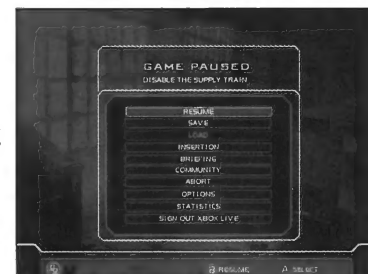 GAME PAUSED
DISABLE THE SUPPLY TRAIN
RESUME
SAVE
LOAD
INSERTION
BRIEFING
COMMUNITY
ABORT
OPTIONS
STATISTICS
SIGN OUT XBOX LIVE
B RESUME A SELECT